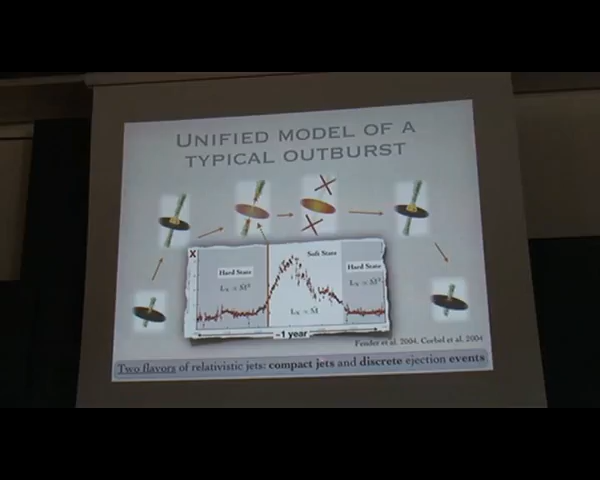 UNIFIED MODEL OF A
TYPICAL OUTBURST
X
Hard State
Soft State
Hard State
~1 year
Fender et al. 2004, Corbel et al. 2004
Two flavors of relativistic jets: compact jets and discrete ejection events